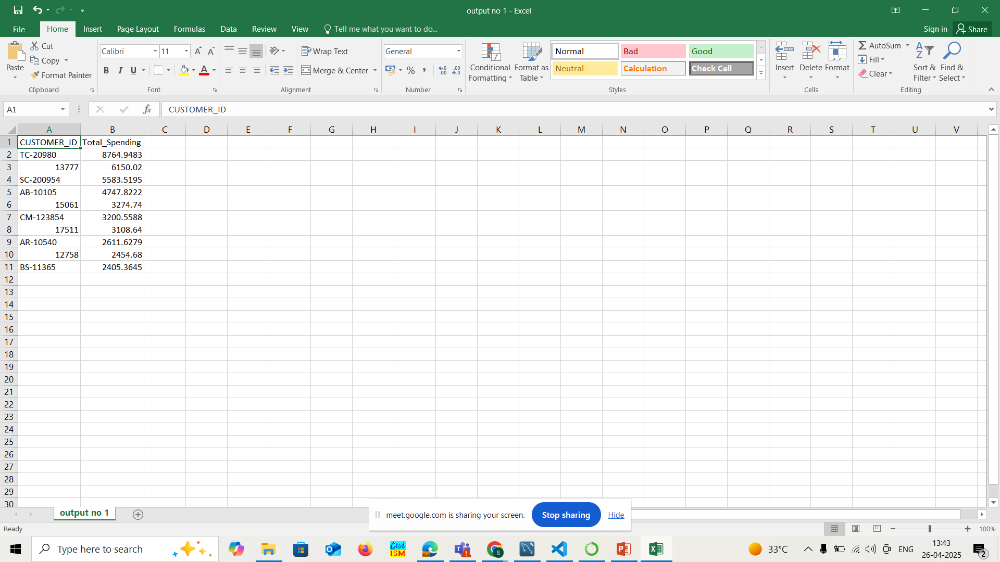 output no 1 - Excel
File Home Insert Page Layout Formulas Data Review View Tell me what you want to do... Sign in Share
Cut
Copy
Format Painter
Paste
Clipboard
Calibri 11
B I U
Font
Wrap Text
Merge & Center
Alignment
General
Number
Conditional Formatting
Format as Table
Normal Bad Good
Neutral Calculation Check Cell
Styles
Insert Delete Format
Cells
AutoSum
Fill
Clear
Sort & Filter
Find & Select
Editing
A1 fx CUSTOMER_ID
A B C D E F G H I J K L M N O P Q R S T U V
1 CUSTOMER_ID Total_Spending
2 TC-20980 8764.9483
3 13777 6150.02
4 SC-200954 5583.5195
5 AB-10105 4747.8222
6 15061 3274.74
7 CM-123854 3200.5588
8 17511 3108.64
9 AR-10540 2611.6279
10 12758 2454.68
11 BS-11365 2405.3645
12
13
14
15
16
17
18
19
20
21
22
23
24
25
26
27
28
29
30
output no 1
meet.google.com is sharing your screen. Stop sharing Hide
Ready 100%
Type here to search
33°C ENG 13:43
26-04-2025
2